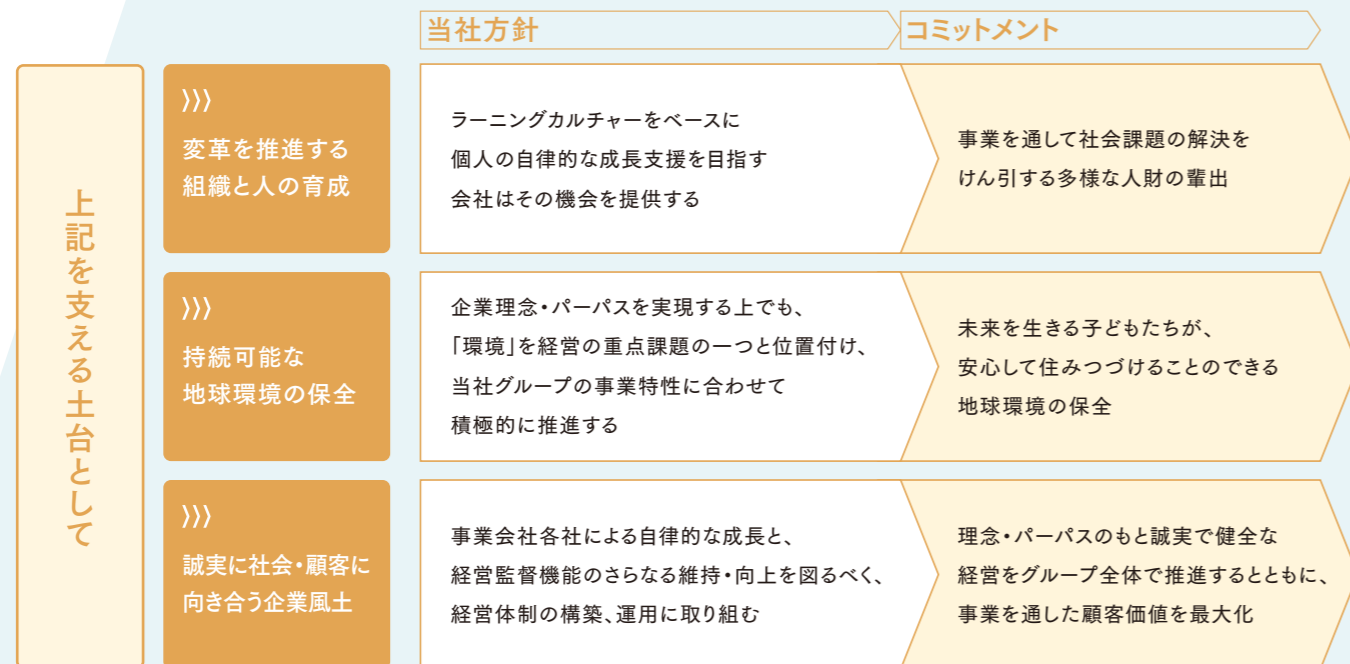 当社方針
コミットメント
上記を支える土台として
変革を推進する
組織と人の育成
ラーニングカルチャーをベースに
個人の自律的な成長支援を目指す
会社はその機会を提供する
事業を通して社会課題の解決を
けん引する多様な人財の輩出
持続可能な
地球環境の保全
企業理念・パーパスを実現する上でも、
「環境」を経営の重点課題の一つと位置付け、
当社グループの事業特性に合わせて
積極的に推進する
未来を生きる子どもたちが、
安心して住みつづけることのできる
地球環境の保全
誠実に社会・顧客に
向き合う企業風土
事業会社各社による自律的な成長と、
経営監督機能のさらなる維持・向上を図るべく、
経営体制の構築、運用に取り組む
理念・パーパスのもと誠実で健全な
経営をグループ全体で推進するとともに、
事業を通した顧客価値を最大化